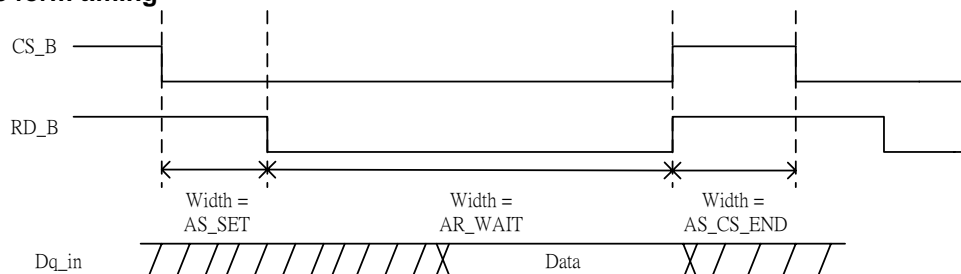 CS_B
RD_B
Width =
AS_SET
Width =
AR_WAIT
Width =
AS_CS_END
Dq_in
Data